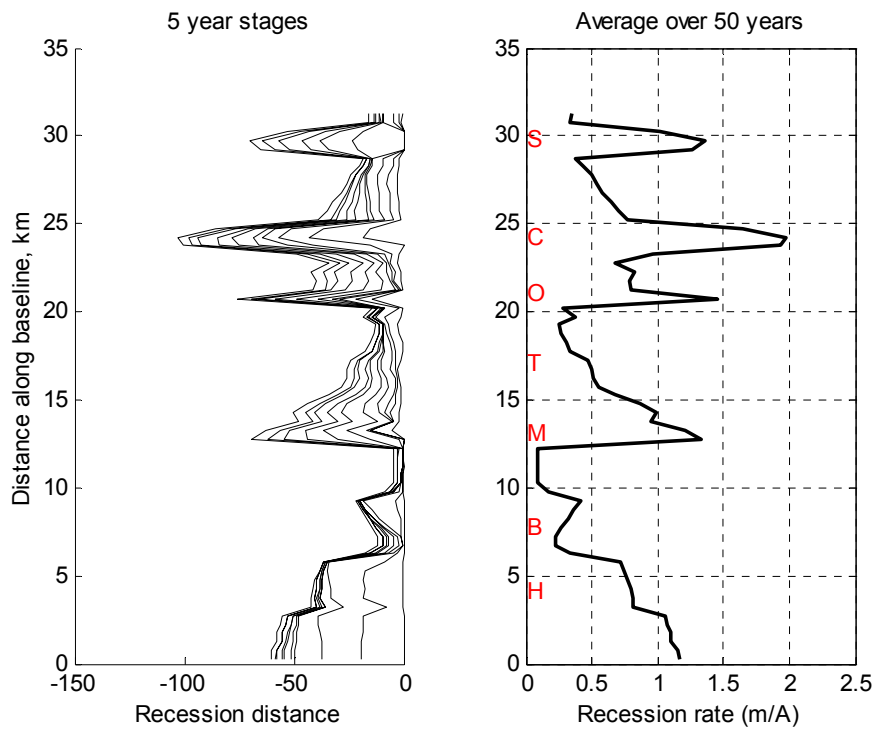 5 year stages
Average over 50 years
35
30
25
20
15
10
5
0
-150
-100
-50
0
Distance along baseline, km
Recession distance
35
30
25
20
15
10
5
0
S
C
O
T
M
B
H
0
0.5
1
1.5
2
2.5
Recession rate (m/A)